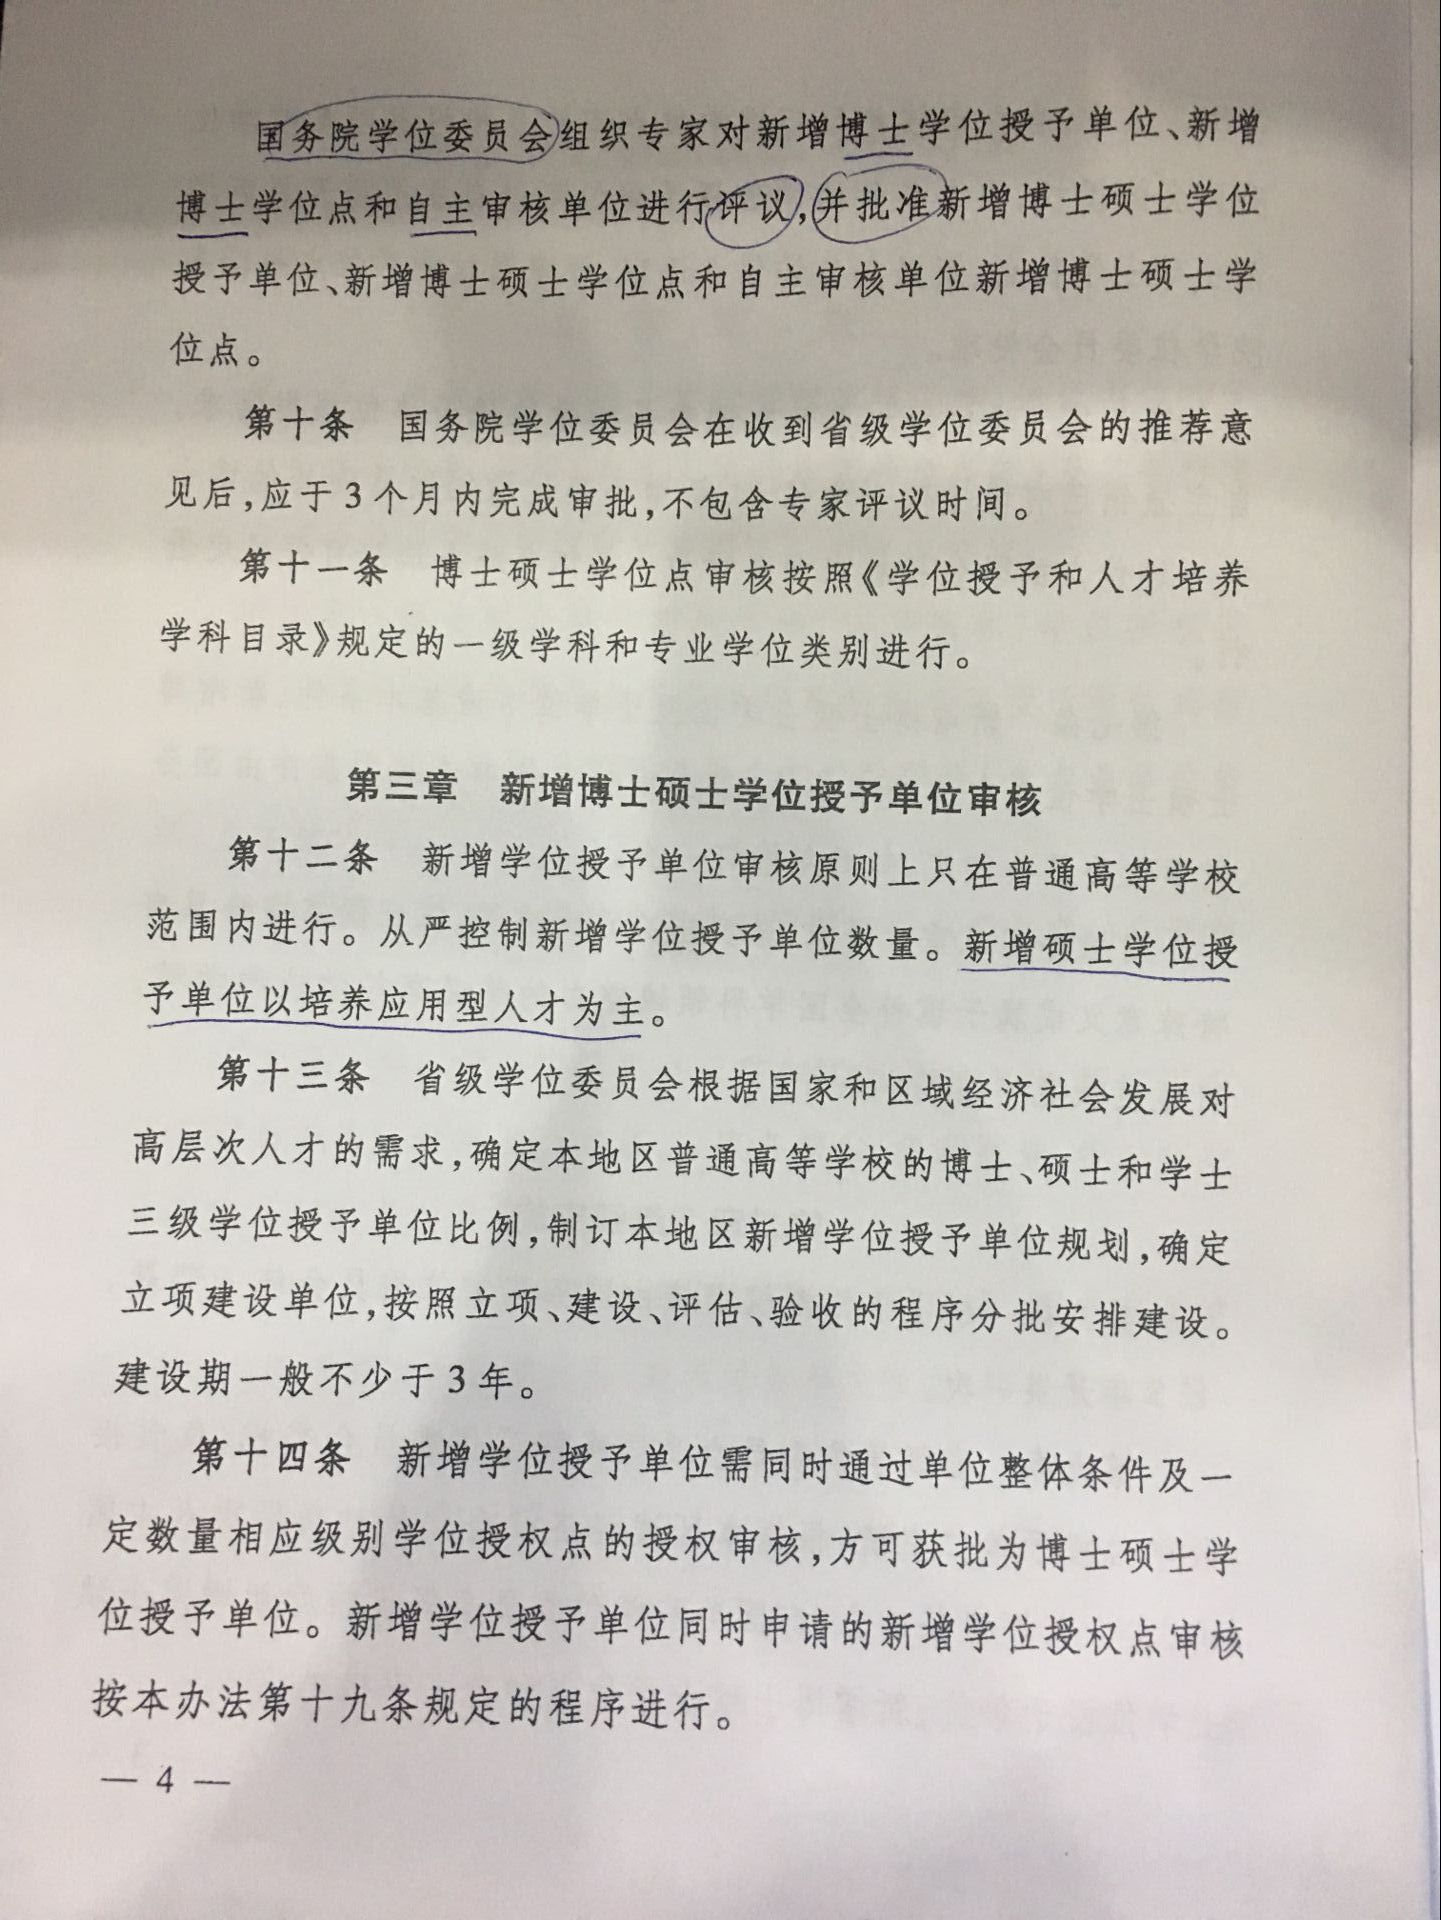 国务院学位委员会组织专家对新增博士学位授予单位、新增
博士学位点和自主审核单位进行评议,并批准新增博士硕士学位
授予单位、新增博士硕士学位点和自主审核单位新增博士硕士学
位点。
第十条 国务院学位委员会在收到省级学位委员会的推荐意
见后,应于3个月内完成审批,不包含专家评议时间。
第十一条 博士硕士学位点审核按照《学位授予和人才培养
学科目录》规定的一级学科和专业学位类别进行。
第三章 新增博士硕士学位授予单位审核
第十二条 新增学位授予单位审核原则上只在普通高等学校
范围内进行。从严控制新增学位授予单位数量。新增硕士学位授
予单位以培养应用型人才为主。
第十三条 省级学位委员会根据国家和区域经济社会发展对
高层次人才的需求,确定本地区普通高等学校的博士、硕士和学士
三级学位授予单位比例,制订本地区新增学位授予单位规划,确定
立项建设单位,按照立项、建设、评估、验收的程序分批安排建设。
建设期一般不少于3年。
第十四条 新增学位授予单位需同时通过单位整体条件及一
定数量相应级别学位授权点的授权审核,方可获批为博士硕士学
位授予单位。新增学位授予单位同时申请的新增学位授权点审核
按本办法第十九条规定的程序进行。
— 4 —